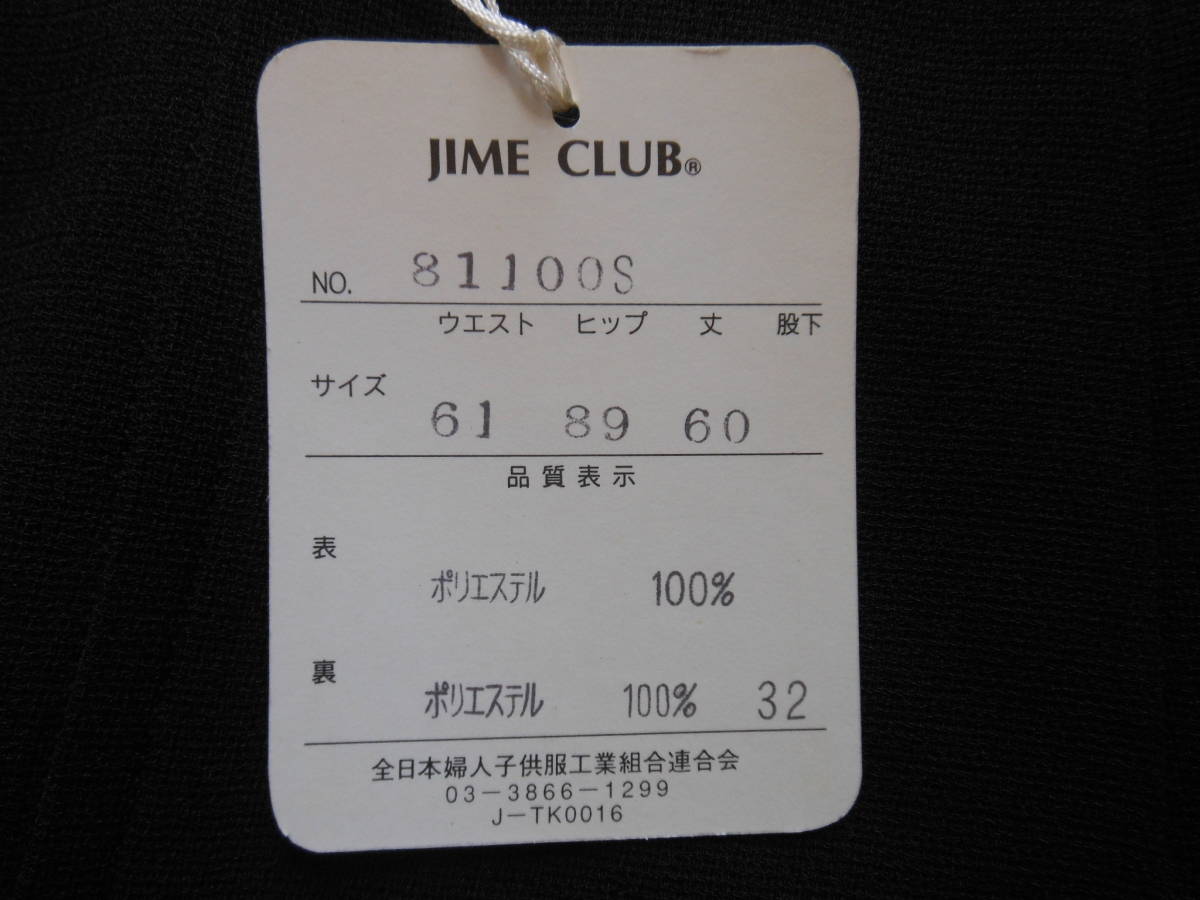 JIME CLUB®
NO. 81100S
ウエスト ヒップ 丈 股下
サイズ
61 89 60
品質表示
表
ポリエステル 100%
裏
ポリエステル 100% 32
全日本婦人子供服工業組合連合会
03-3866-1299
J-TK0016